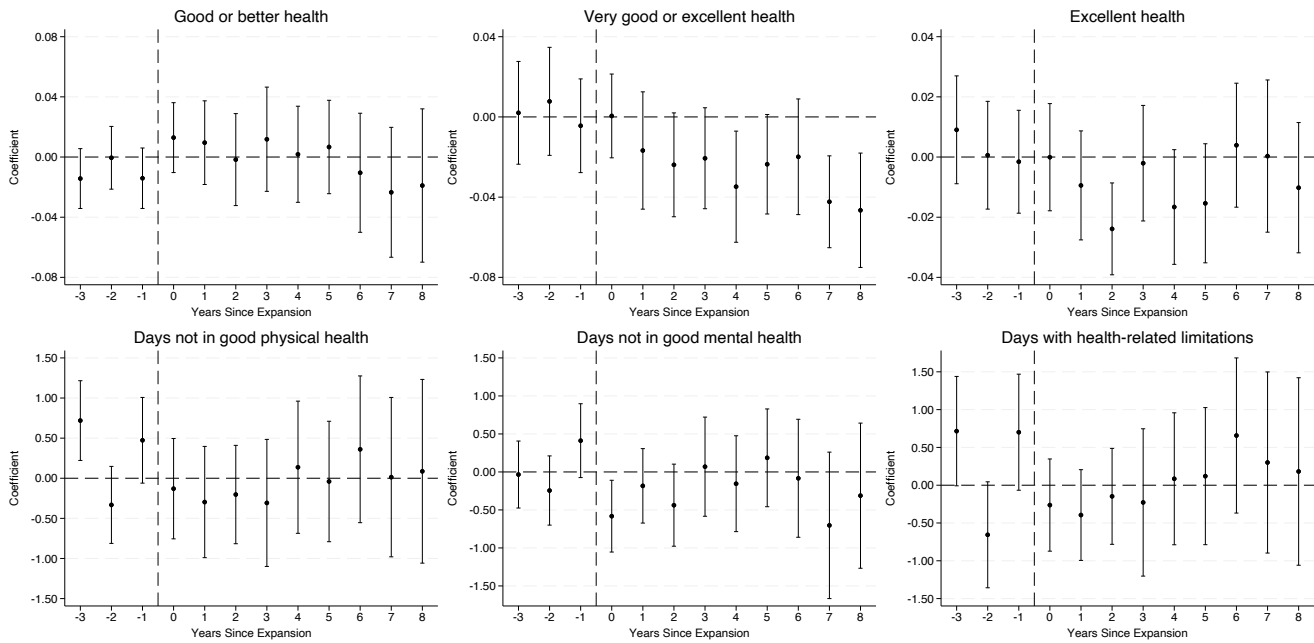 Good or better health
0.08
0.04
0.00
-0.04
-0.08
Coefficient
-3 -2 -1 0 1 2 3 4 5 6 7 8
Years Since Expansion
Very good or excellent health
0.04
0.00
-0.04
-0.08
Coefficient
-3 -2 -1 0 1 2 3 4 5 6 7 8
Years Since Expansion
Excellent health
0.04
0.02
0.00
-0.02
-0.04
Coefficient
-3 -2 -1 0 1 2 3 4 5 6 7 8
Years Since Expansion
Days not in good physical health
1.50
1.00
0.50
0.00
-0.50
-1.00
-1.50
Coefficient
-3 -2 -1 0 1 2 3 4 5 6 7 8
Years Since Expansion
Days not in good mental health
1.50
1.00
0.50
0.00
-0.50
-1.00
-1.50
Coefficient
-3 -2 -1 0 1 2 3 4 5 6 7 8
Years Since Expansion
Days with health-related limitations
1.50
1.00
0.50
0.00
-0.50
-1.00
-1.50
Coefficient
-3 -2 -1 0 1 2 3 4 5 6 7 8
Years Since Expansion